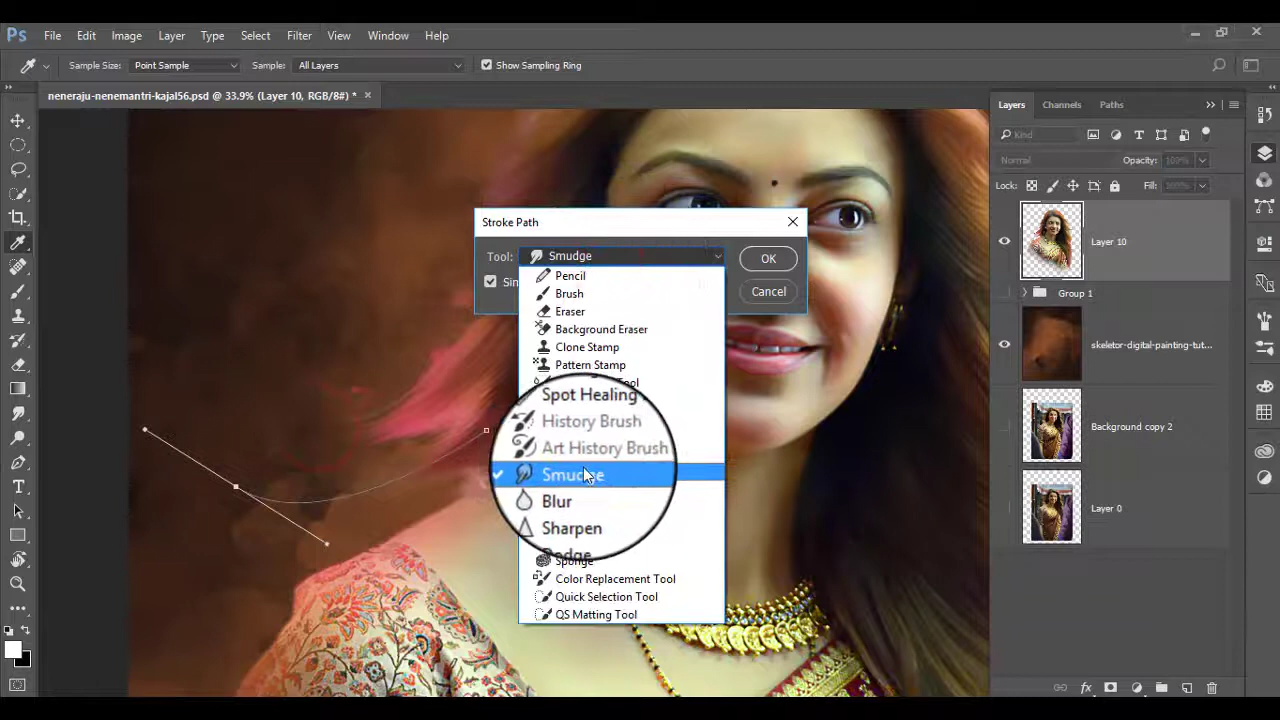 Ps File Edit Image Layer Type Select Filter View Window Help
Sample Size: Point Sample Sample: All Layers Show Sampling Ring
neneraju-nenemantri-kajal56.psd @ 33.9% (Layer 10, RGB/8#) * ×
Layers Channels Paths
Kind
Normal Opacity: 100%
Lock: Fill: 100%
Layer 10
Group 1
skeletor-digital-painting-tut...
Background copy 2
Layer 0
Stroke Path
Tool: Smudge OK
Cancel
Pencil
Brush
Eraser
Background Eraser
Clone Stamp
Pattern Stamp
Spot Healing
History Brush
Art History Brush
Smudge
Blur
Sharpen
Dodge
Sponge
Color Replacement Tool
Quick Selection Tool
QS Matting Tool